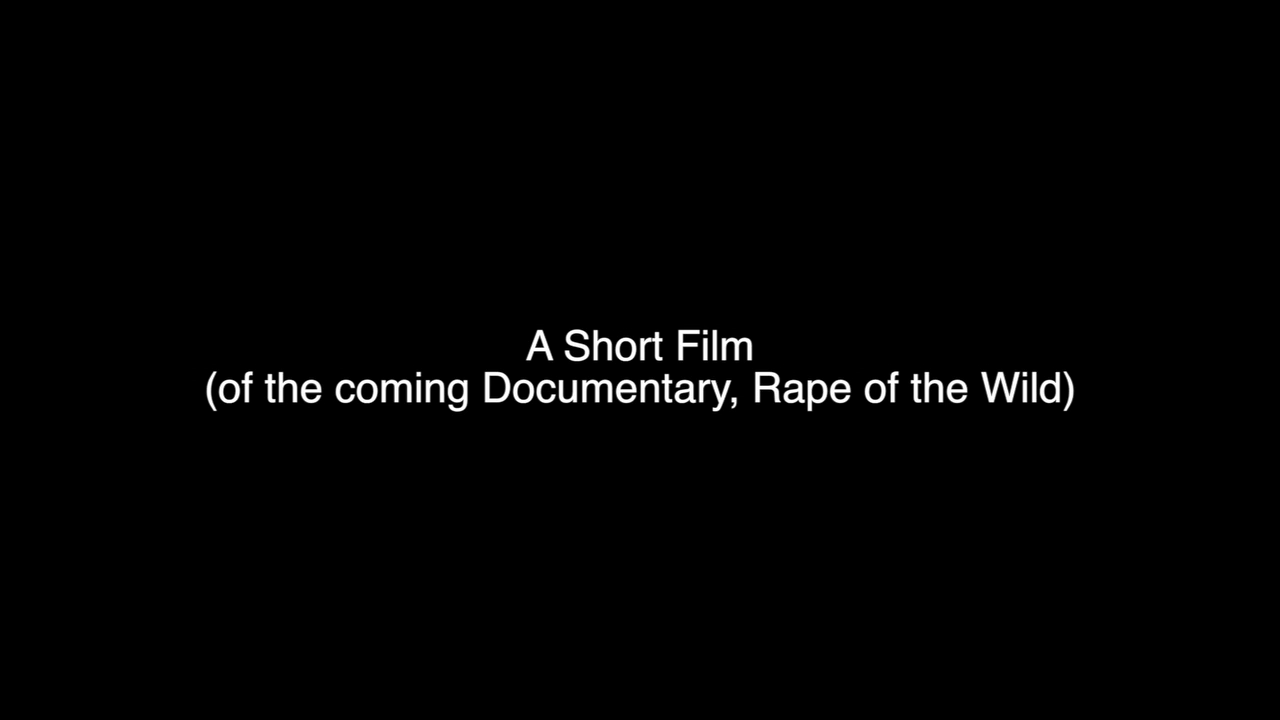 A Short Film
(of the coming Documentary, Rape of the Wild)